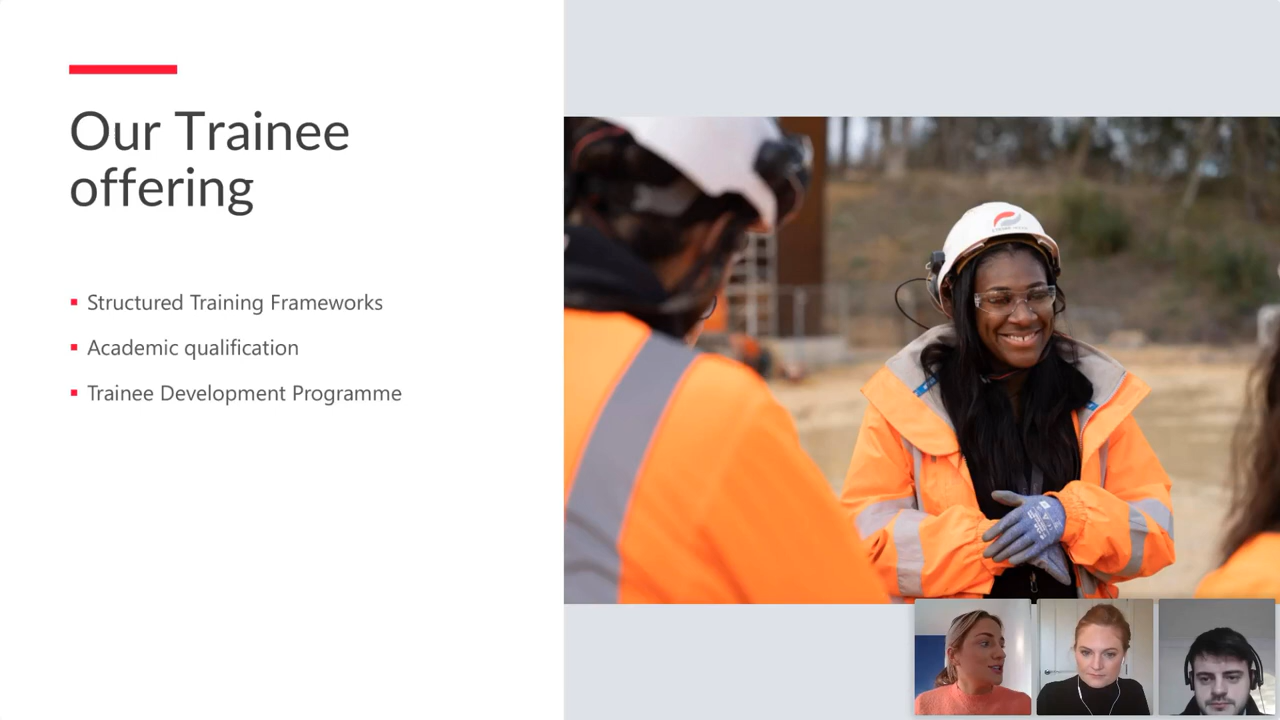 Our Trainee
offering
Structured Training Frameworks
Academic qualification
Trainee Development Programme